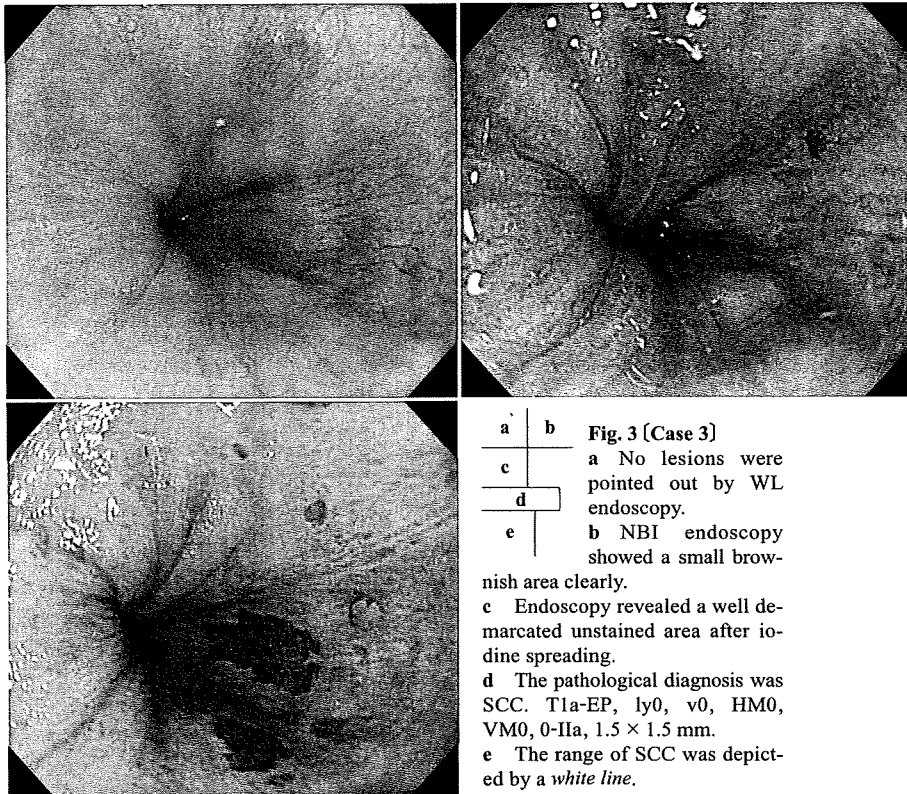 a b
c
d
e
Fig. 3 〔Case 3〕
a No lesions were
pointed out by WL
endoscopy.
b NBI endoscopy
showed a small brow-
nish area clearly.
c Endoscopy revealed a well de-
marcated unstained area after io-
dine spreading.
d The pathological diagnosis was
SCC. T1a-EP, ly0, v0, HM0,
VM0, 0-IIa, 1.5 × 1.5 mm.
e The range of SCC was depict-
ed by a white line.